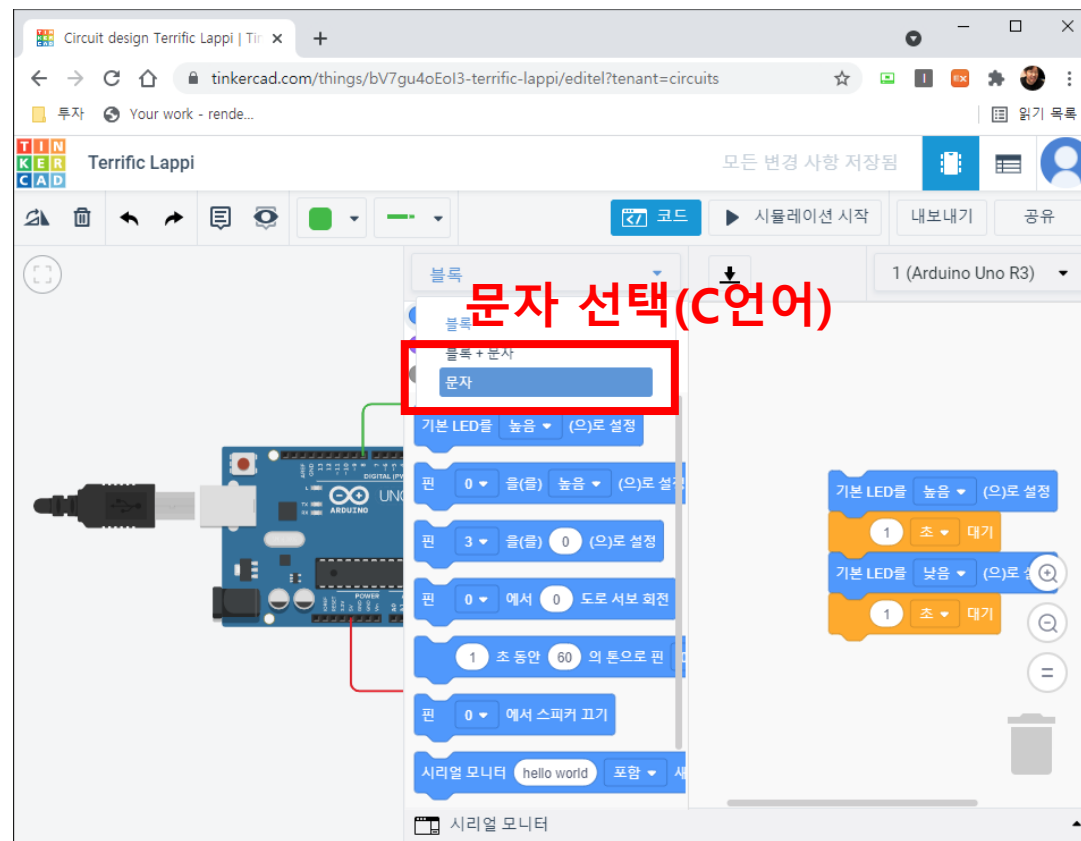 Circuit design Terrific Lappi | Tin
tinkercad.com/things/bV7gu4oEoI3-terrific-lappi/editel?tenant=circuits
투자
Your work - rende...
읽기 목록
TIN
KER
CAD
Terrific Lappi
모든 변경 사항 저장됨
코드
시뮬레이션 시작
내보내기
공유
블록
1 (Arduino Uno R3)
문자 선택(C언어)
블록
블록 + 문자
문자
기본 LED를 높음 (으)로 설정
핀 0 을(를) 높음 (으)로 설정
핀 3 을(를) 0 (으)로 설정
핀 0 에서 0 도로 서보 회전
1 초 동안 60 의 톤으로 핀
핀 0 에서 스피커 끄기
시리얼 모니터 hello world 포함 새
기본 LED를 높음 (으)로 설정
1 초 대기
기본 LED를 낮음 (으)로
1 초 대기
DIGITAL (PV
UNO
ARDUINO
POWER
시리얼 모니터